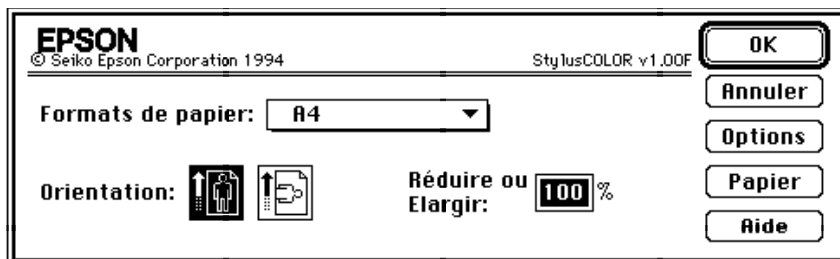 EPSON
© Seiko Epson Corporation 1994
StylusCOLOR v1.00F
OK
Annuler
Formats de papier: A4
Options
Orientation:
Réduire ou
Elargir: 100 %
Papier
Aide